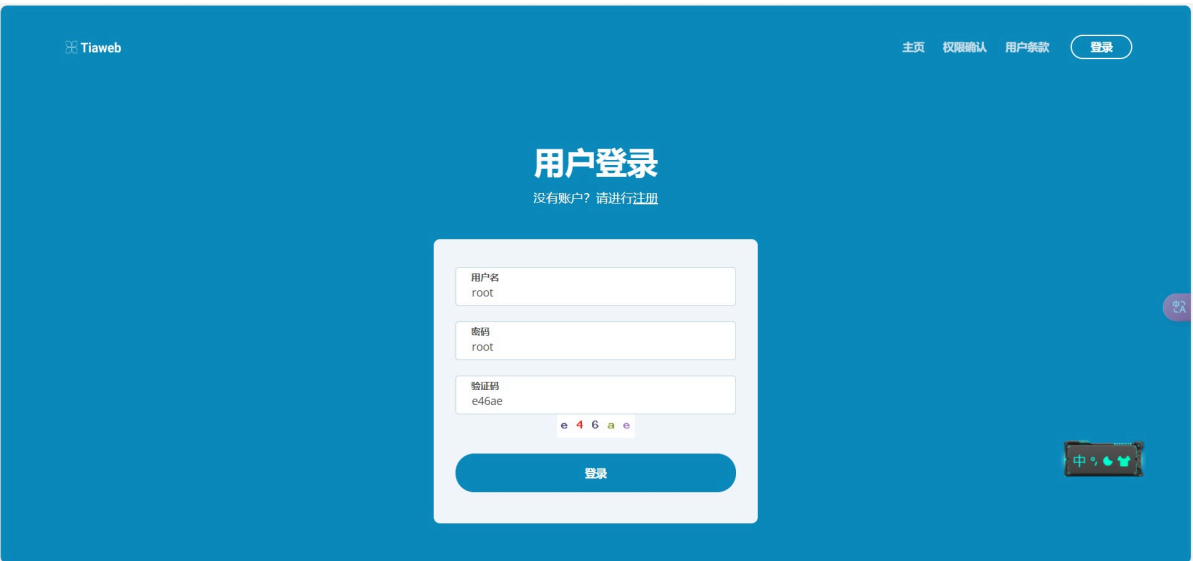 Tiaweb
主页 权限确认 用户条款 登录
用户登录
没有账户？请进行注册
用户名
root
密码
root
验证码
e46ae
e 4 6 a e
登录
中